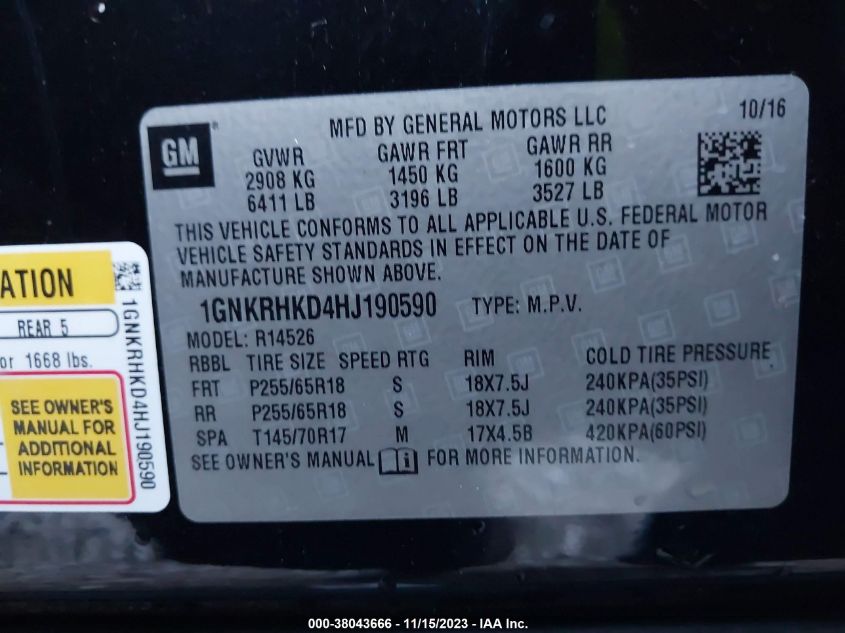 MFD BY GENERAL MOTORS LLC
10/16
GM
GVWR GAWR FRT GAWR RR
2908 KG 1450 KG 1600 KG
6411 LB 3196 LB 3527 LB
THIS VEHICLE CONFORMS TO ALL APPLICABLE U.S. FEDERAL MOTOR
VEHICLE SAFETY STANDARDS IN EFFECT ON THE DATE OF
MANUFACTURE SHOWN ABOVE.
1GNKRHKD4HJ190590 TYPE: M.P.V.
MODEL: R14526
RBBL TIRE SIZE SPEED RTG RIM COLD TIRE PRESSURE
FRT P255/65R18 S 18X7.5J 240KPA(35PSI)
RR P255/65R18 S 18X7.5J 240KPA(35PSI)
SPA T145/70R17 M 17X4.5B 420KPA(60PSI)
SEE OWNER'S MANUAL FOR MORE INFORMATION.
ATION
REAR 5
or 1668 lbs.
SEE OWNER'S
MANUAL FOR
ADDITIONAL
INFORMATION
1GNKRHKD4HJ190590
000-38043666 - 11/15/2023 - IAA Inc.